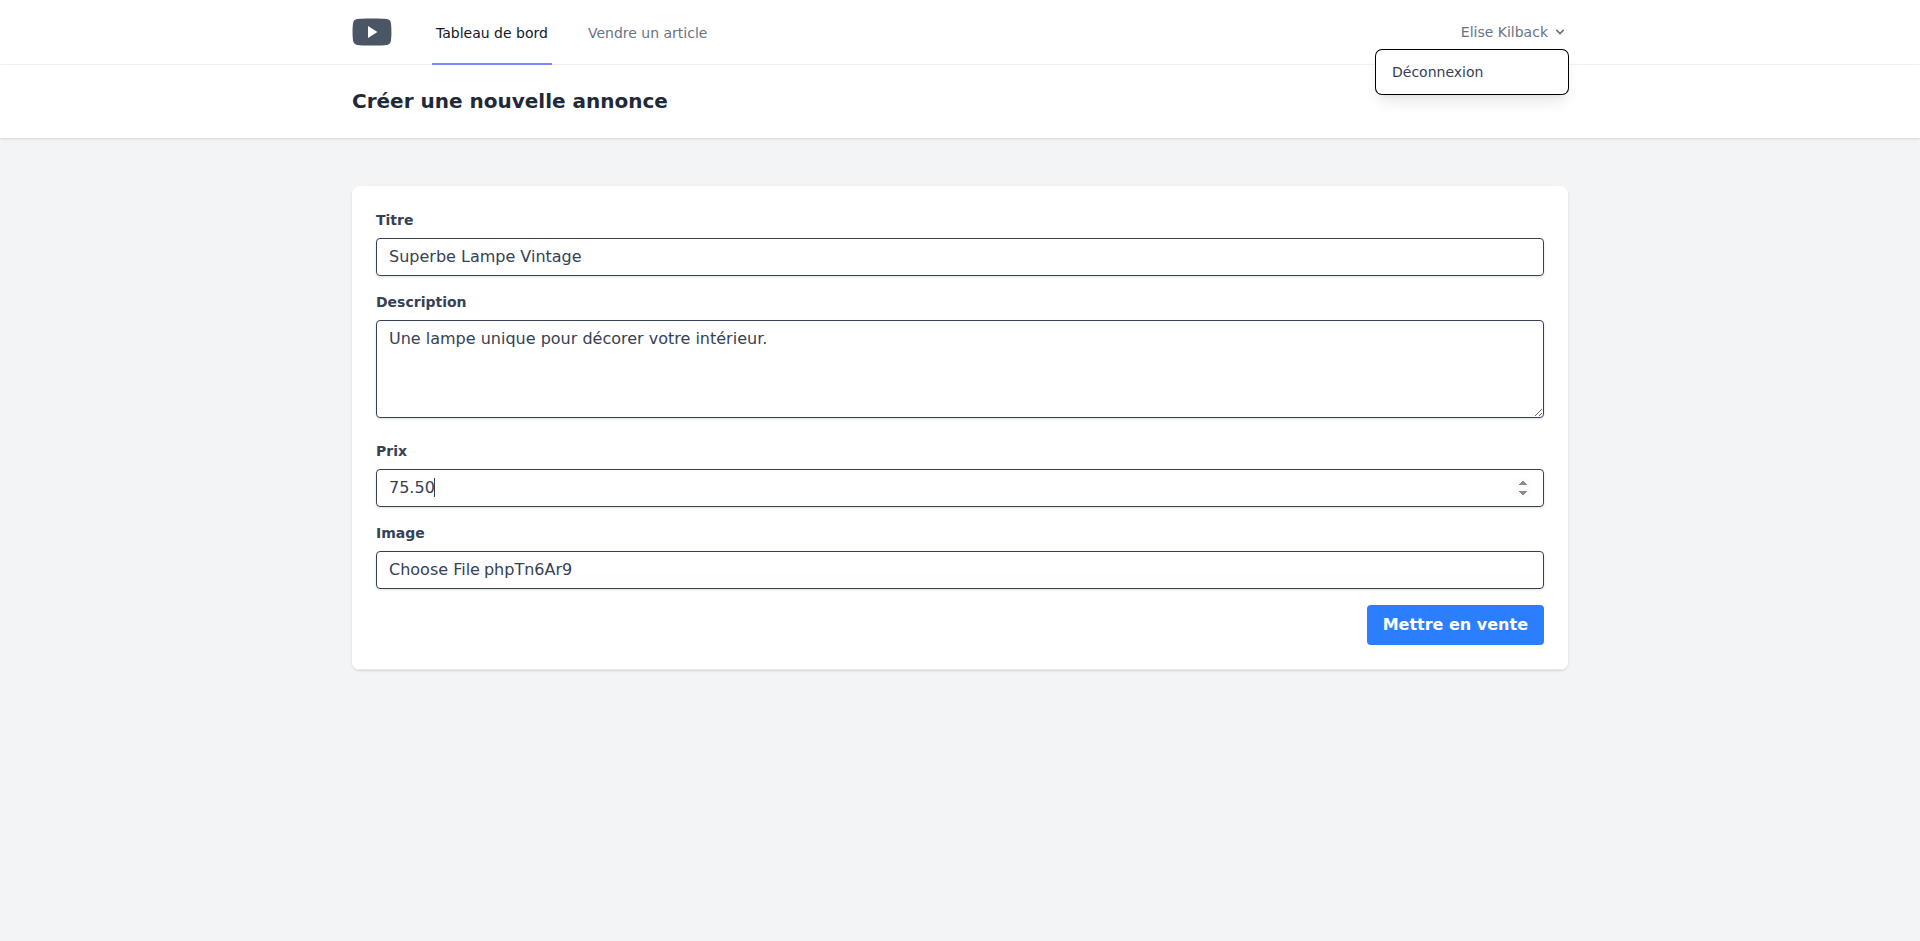 Tableau de bord
Vendre un article
Elise Kilback
Déconnexion
Créer une nouvelle annonce
Titre
Superbe Lampe Vintage
Description
Une lampe unique pour décorer votre intérieur.
Prix
75.50
Image
Choose File phpTn6Ar9
Mettre en vente